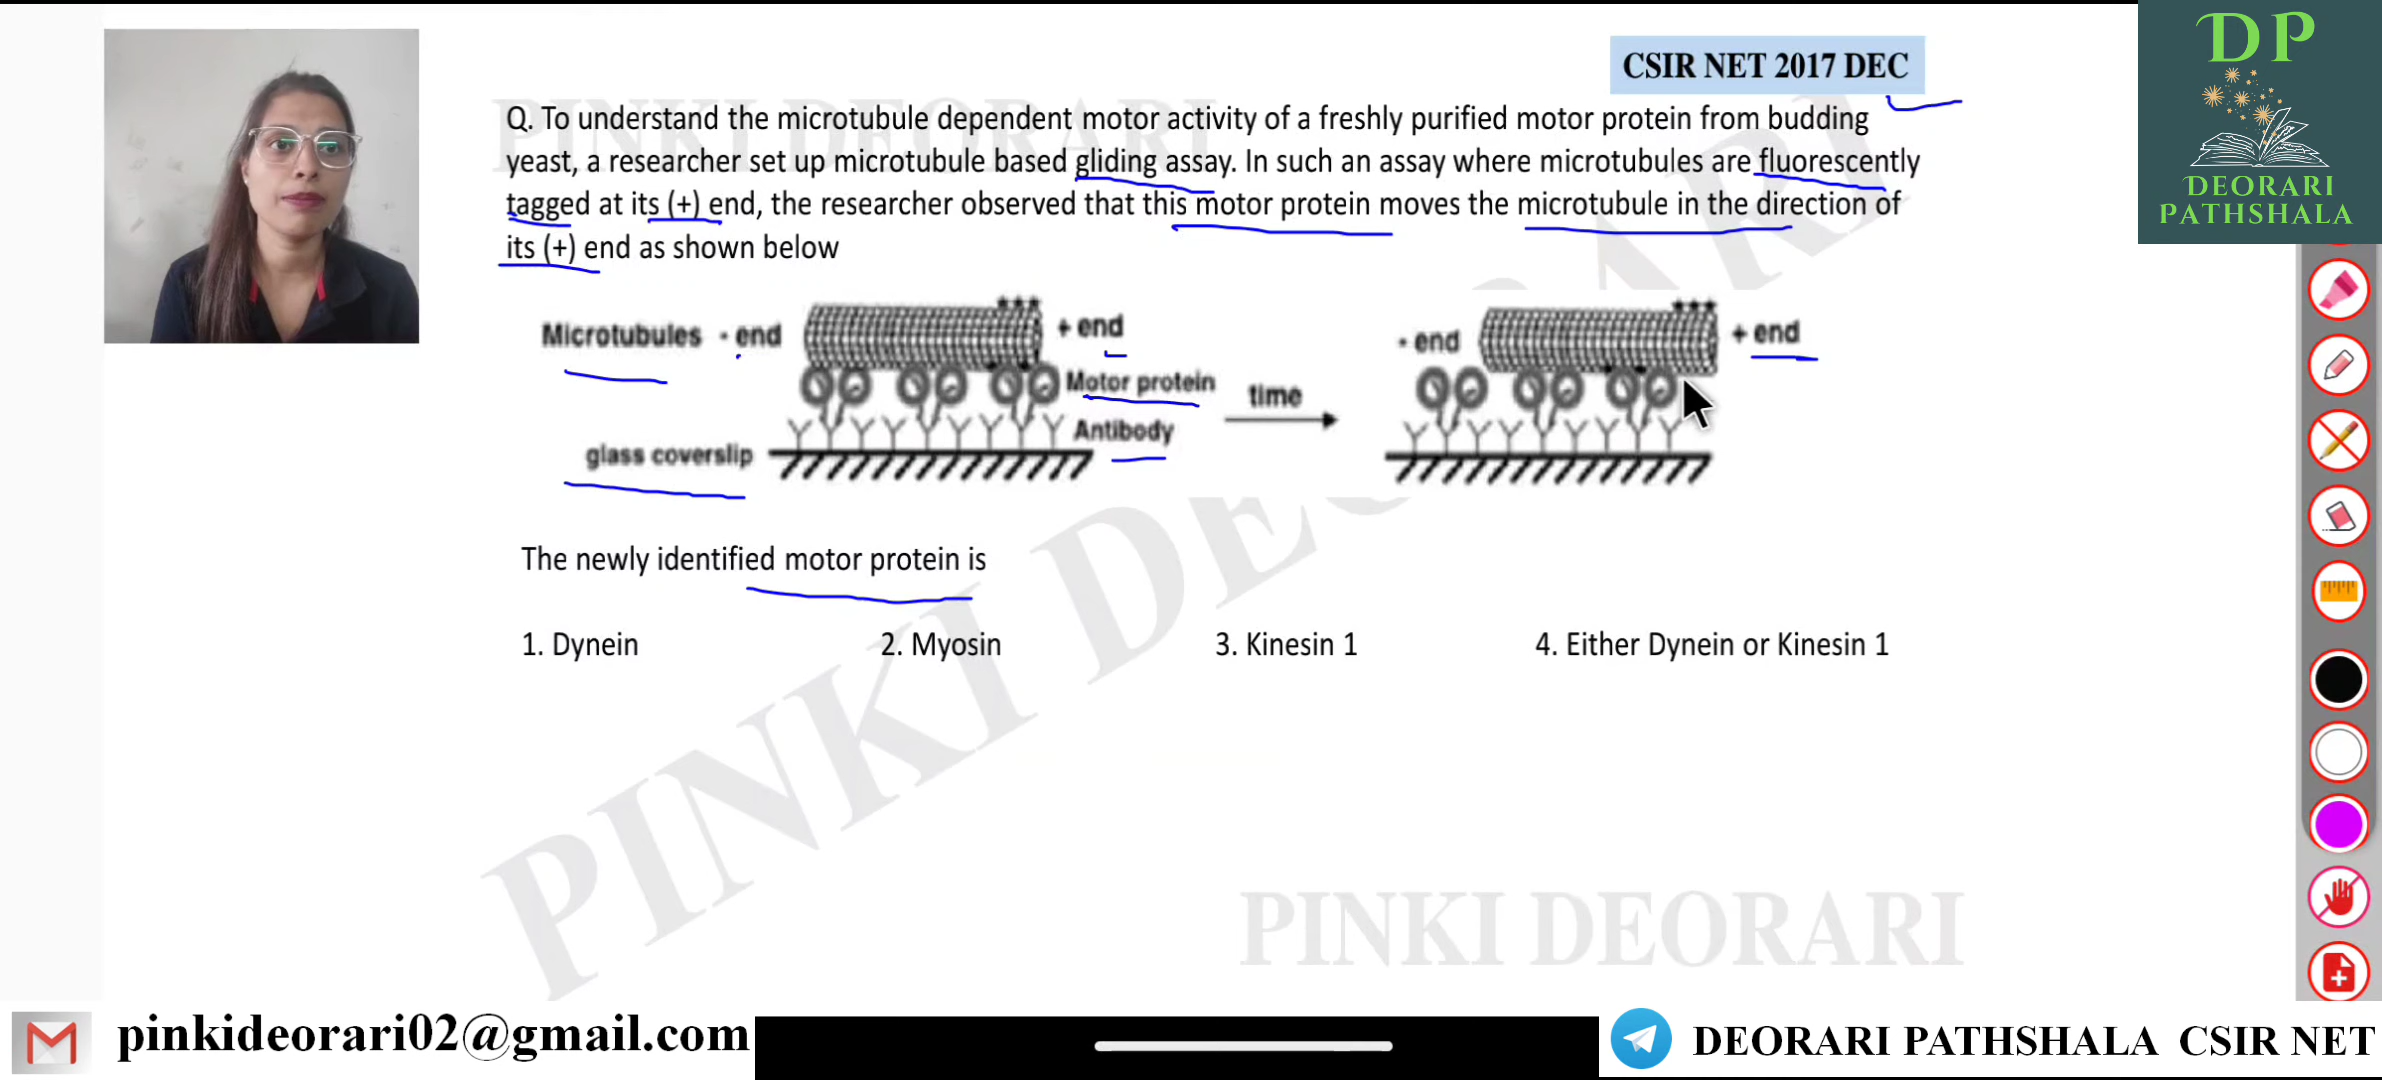 DP
DEORARI
PATHSHALA
CSIR NET 2017 DEC
PINKI DEORARI
Q. To understand the microtubule dependent motor activity of a freshly purified motor protein from budding
yeast, a researcher set up microtubule based gliding assay. In such an assay where microtubules are fluorescently
tagged at its (+) end, the researcher observed that this motor protein moves the microtubule in the direction of
its (+) end as shown below
Microtubules - end
+ end
Motor protein
Antibody
glass coverslip
time
- end
+ end
The newly identified motor protein is
1. Dynein 2. Myosin 3. Kinesin 1 4. Either Dynein or Kinesin 1
PINKI DEORARI
PINKI DEORARI
pinkideorari02@gmail.com
DEORARI PATHSHALA CSIR NET